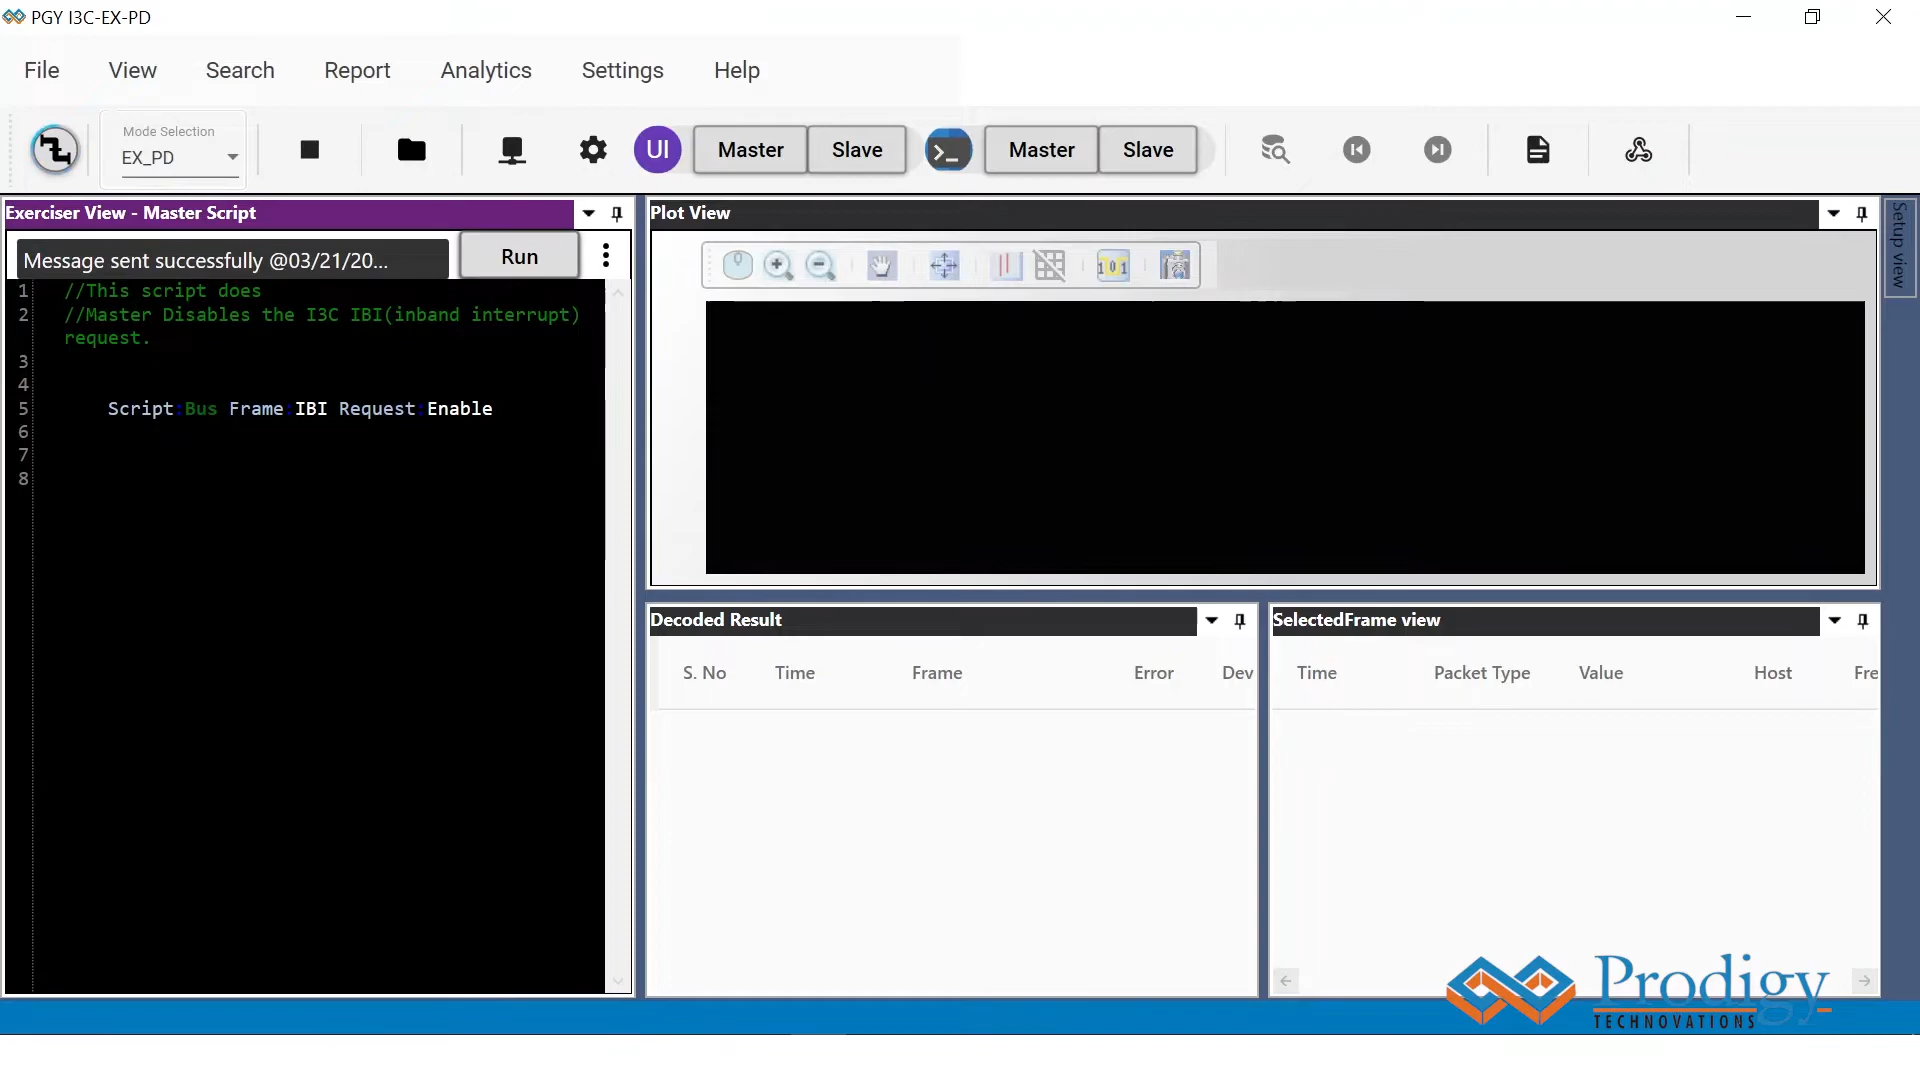 PGY I3C-EX-PD
File View Search Report Analytics Settings Help
Mode Selection
EX_PD
UI Master Slave >_ Master Slave
Exerciser View - Master Script
Message sent successfully @03/21/20...
Run
1 //This script does
2 //Master Disables the I3C IBI(inband interrupt)
request.
3
4
5 Script:Bus Frame:IBI Request:Enable
6
7
8
Plot View
101
Setup view
Decoded Result
S. No Time Frame Error Dev
SelectedFrame view
Time Packet Type Value Host Fre
Prodigy
TECHNOVATIONS